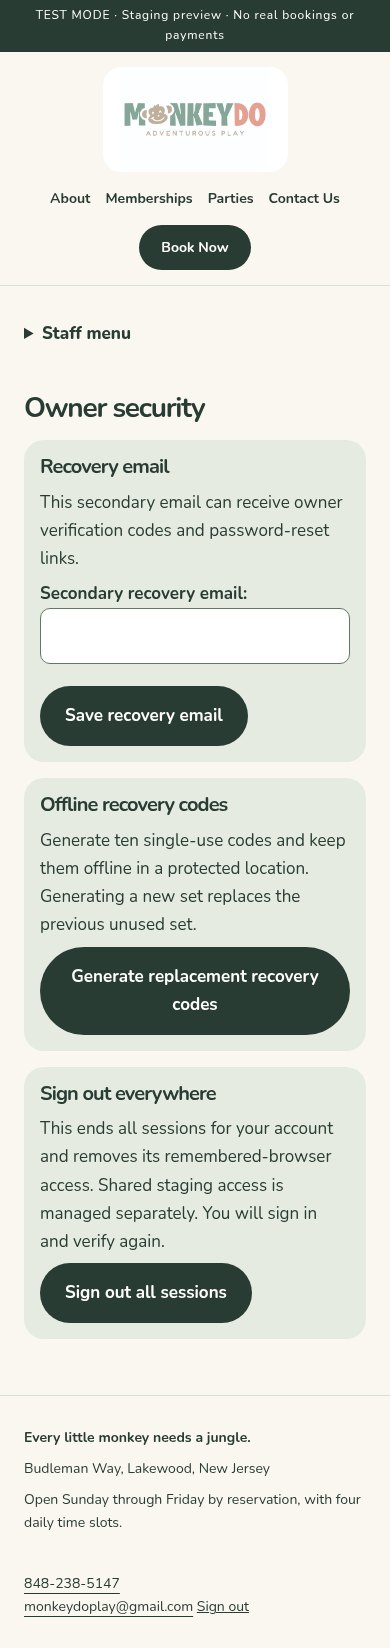 TEST MODE · Staging preview · No real bookings or
payments
MONKEYDO
ADVENTUROUS PLAY
About Memberships Parties Contact Us
Book Now
Staff menu
Owner security
Recovery email
This secondary email can receive owner
verification codes and password-reset
links.
Secondary recovery email:
Save recovery email
Offline recovery codes
Generate ten single-use codes and keep
them offline in a protected location.
Generating a new set replaces the
previous unused set.
Generate replacement recovery
codes
Sign out everywhere
This ends all sessions for your account
and removes its remembered-browser
access. Shared staging access is
managed separately. You will sign in
and verify again.
Sign out all sessions
Every little monkey needs a jungle.
Budleman Way, Lakewood, New Jersey
Open Sunday through Friday by reservation, with four
daily time slots.
848-238-5147
monkeydoplay@gmail.com Sign out